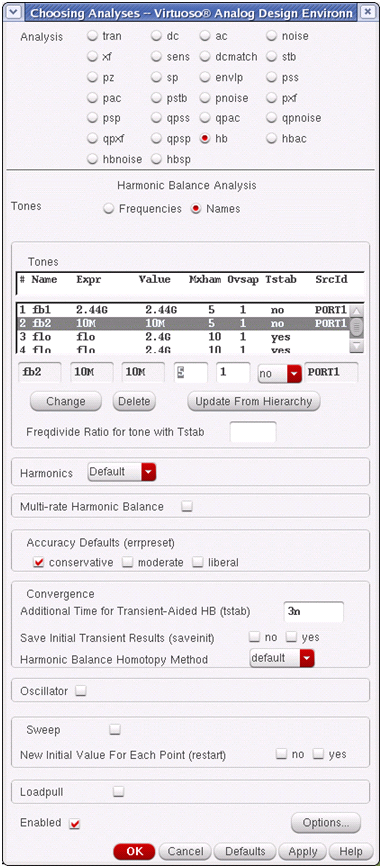 Choosing Analyses – Virtuoso® Analog Design Environm
Analysis tran dc ac noise
xf sens dcmatch stb
pz sp envlp pss
pac pstb pnoise pxf
psp qpss qpac qpnoise
qpxf qpsp hb hbac
hbnoise hbsp
Harmonic Balance Analysis
Tones Frequencies Names
Tones
# Name Expr Value Mxham Ovsap Tstab SrcId
1 fb1 2.44G 2.44G 5 1 no PORT1
2 fb2 10M 10M 5 1 no PORT1
3 flo flo 2.4G 10 1 yes
4 flo flo 2.4G 10 1 yes
fb2 10M 10M 5 1 no PORT1
Change Delete Update From Hierarchy
Freqdivide Ratio for tone with Tstab
Harmonics Default
Multi-rate Harmonic Balance
Accuracy Defaults (errpreset)
conservative moderate liberal
Convergence
Additional Time for Transient-Aided HB (tstab) 3n
Save Initial Transient Results (saveinit) no yes
Harmonic Balance Homotopy Method default
Oscillator
Sweep
New Initial Value For Each Point (restart) no yes
Loadpull
Enabled Options...
OK Cancel Defaults Apply Help